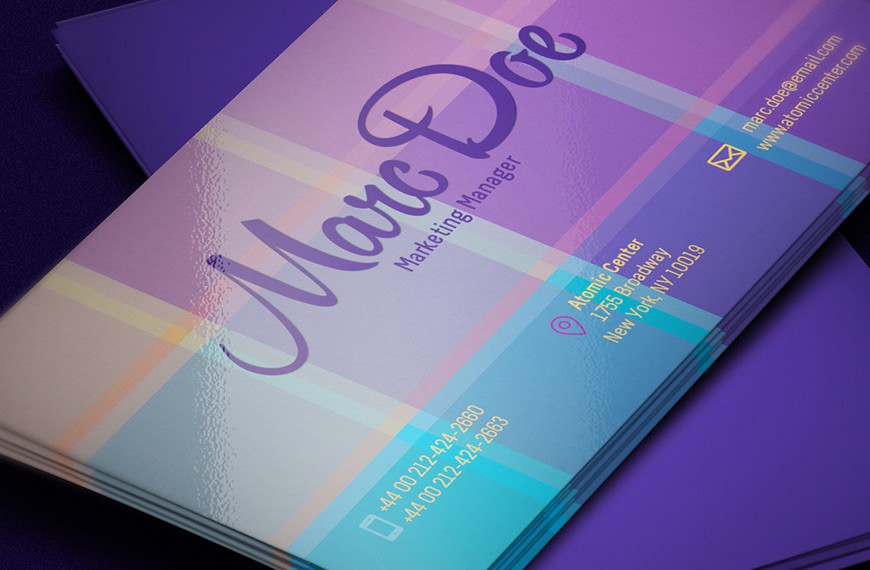 Marc Doe
Marketing Manager
+44 00 212-424-2660
+44 00 212-424-2663
Atomic Center
1755 Broadway
New York, NY 10019
marc.doe@email.com
www.atomiccenter.com